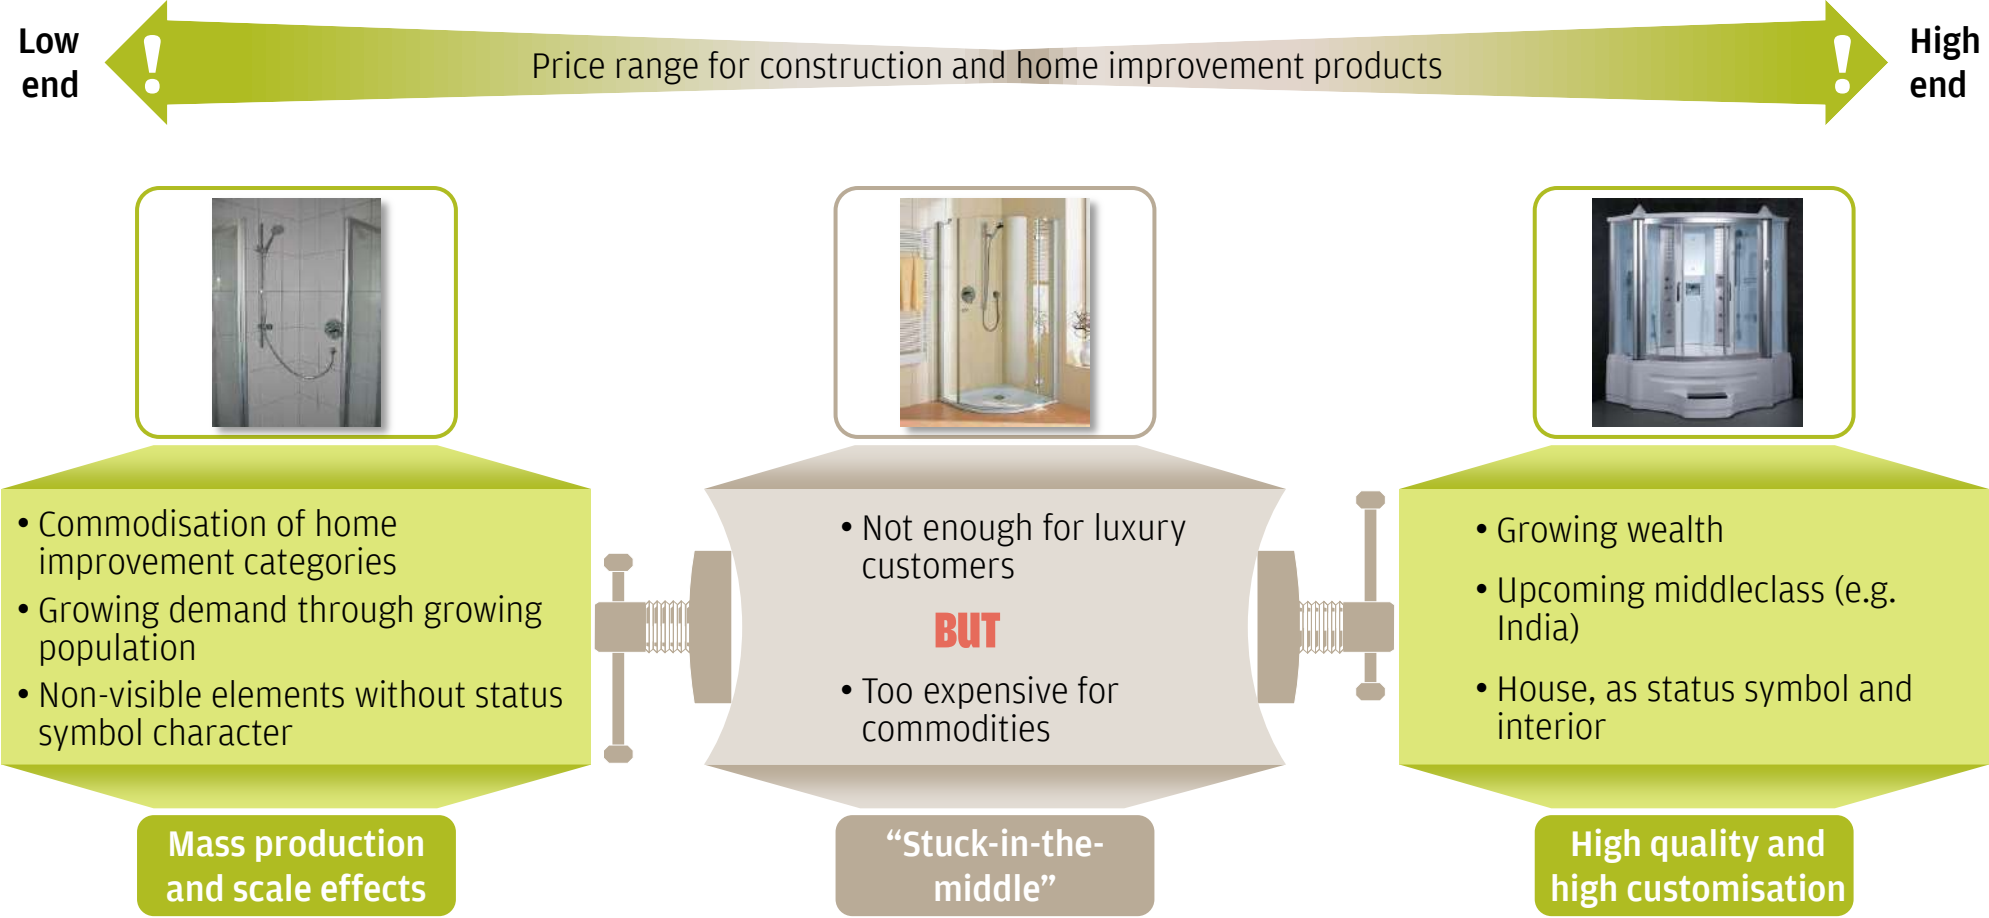 Low
end
!
Price range for construction and home improvement products
!
High
end
• Commodisation of home
improvement categories
• Growing demand through growing
population
• Non-visible elements without status
symbol character
• Not enough for luxury
customers
BUT
• Too expensive for
commodities
• Growing wealth
• Upcoming middleclass (e.g.
India)
• House, as status symbol and
interior
Mass production
and scale effects
“Stuck-in-the-
middle”
High quality and
high customisation